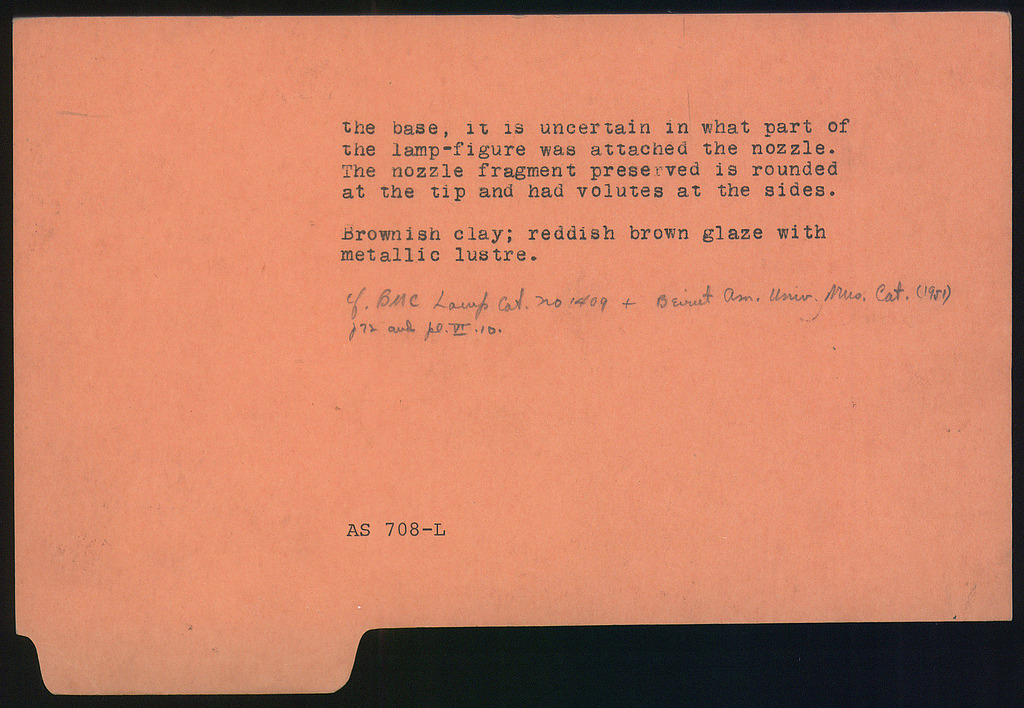 the base, it is uncertain in what part of
the lamp-figure was attached the nozzle.
The nozzle fragment preserved is rounded
at the tip and had volutes at the sides.
Brownish clay; reddish brown glaze with
metallic lustre.
cf. BMC Lamp Cat. no 1409 + Beirut Am. Univ. Mus. Cat. (1951)
p72 and pl. VI.10.
AS 708-L